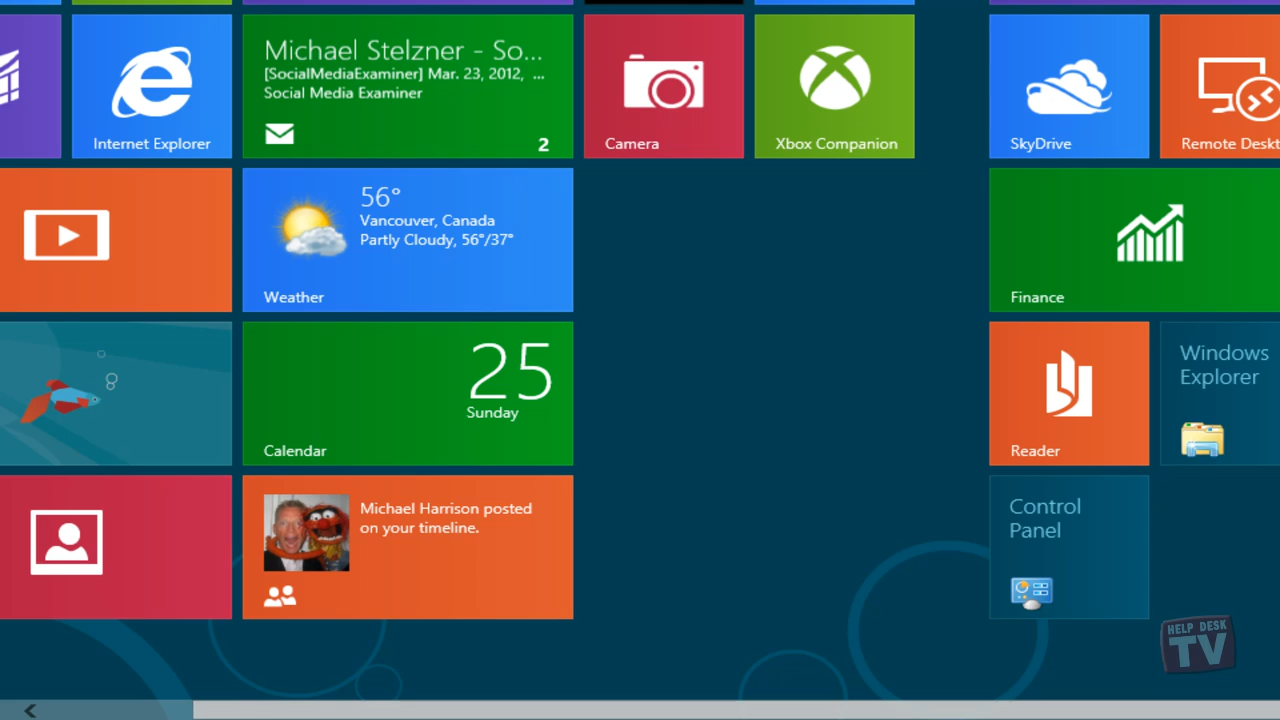 Internet Explorer
Michael Stelzner - So...
[SocialMediaExaminer] Mar. 23, 2012, ...
Social Media Examiner
2
Camera
Xbox Companion
SkyDrive
Remote Deskt
56°
Vancouver, Canada
Partly Cloudy, 56°/37°
Weather
Finance
25
Sunday
Calendar
Reader
Windows
Explorer
Michael Harrison posted
on your timeline.
Control
Panel
HELP DESK
TV